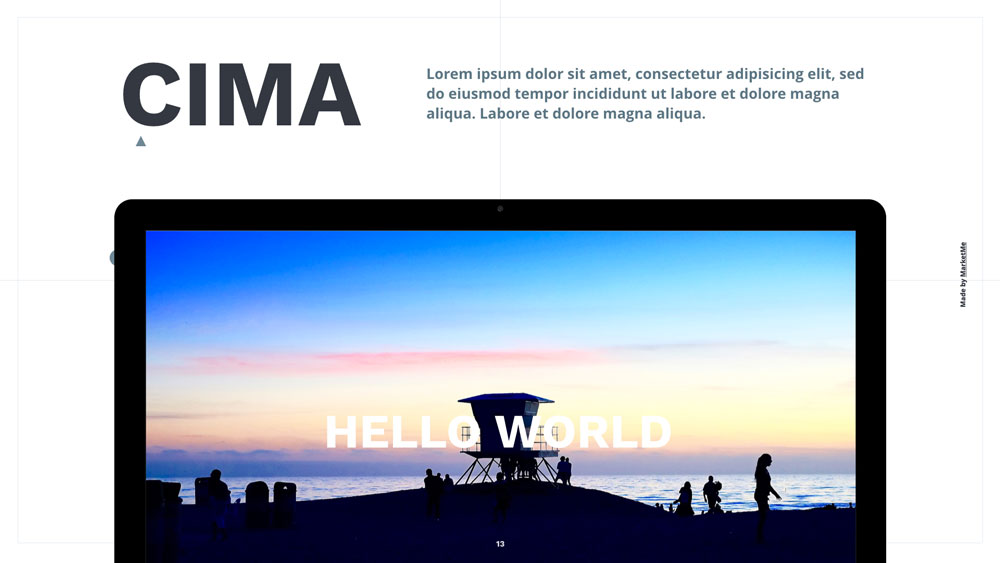 CIMA
Lorem ipsum dolor sit amet, consectetur adipisicing elit, sed
do eiusmod tempor incididunt ut labore et dolore magna
aliqua. Labore et dolore magna aliqua.
Made by MarketMe
HELLO WORLD
13